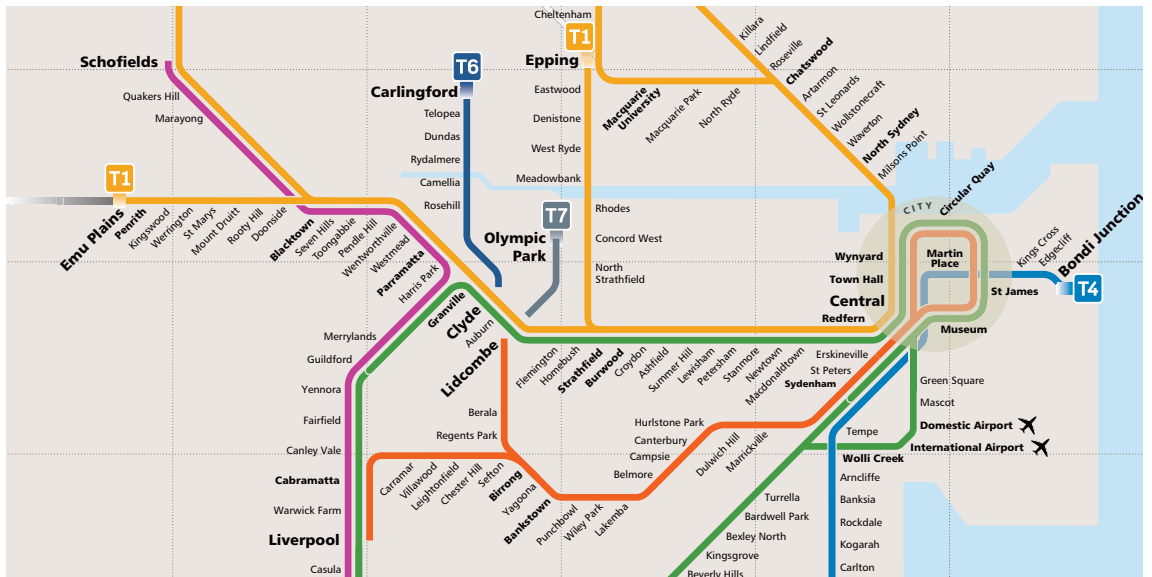 Cheltenham
T1
Epping
Eastwood
Denistone
West Ryde
Meadowbank
Rhodes
Concord West
North
Strathfield
Schofields
Quakers Hill
Marayong
T6
Carlingford
Telopea
Dundas
Rydalmere
Camellia
Rosehill
T7
Olympic
Park
Macquarie
University
Macquarie Park
North Ryde
Killara
Lindfield
Roseville
Chatswood
Artarmon
St Leonards
Wollstonecraft
Waverton
North Sydney
Milsons Point
T1
Emu Plains
Penrith
Kingswood
Werrington
St Marys
Mount Druitt
Rooty Hill
Doonside
Blacktown
Seven Hills
Toongabbie
Pendle Hill
Wentworthville
Westmead
Parramatta
Harris Park
Granville
Clyde
Auburn
Lidcombe
Flemington
Homebush
Strathfield
Burwood
Croydon
Ashfield
Summer Hill
Lewisham
Petersham
Stanmore
Newtown
Macdonaldtown
CITY
Circular Quay
Wynyard
Town Hall
Central
Redfern
Martin
Place
St James
Museum
Kings Cross
Edgecliff
Bondi Junction
T4
Erskineville
St Peters
Sydenham
Green Square
Mascot
Domestic Airport
International Airport
Tempe
Wolli Creek
Arncliffe
Banksia
Rockdale
Kogarah
Carlton
Turrella
Bardwell Park
Bexley North
Kingsgrove
Beverly Hills
Merrylands
Guildford
Yennora
Fairfield
Canley Vale
Cabramatta
Warwick Farm
Liverpool
Casula
Berala
Regents Park
Carramar
Villawood
Leightonfield
Chester Hill
Sefton
Birrong
Yagoona
Bankstown
Punchbowl
Wiley Park
Lakemba
Belmore
Campsie
Canterbury
Hurlstone Park
Dulwich Hill
Marrickville